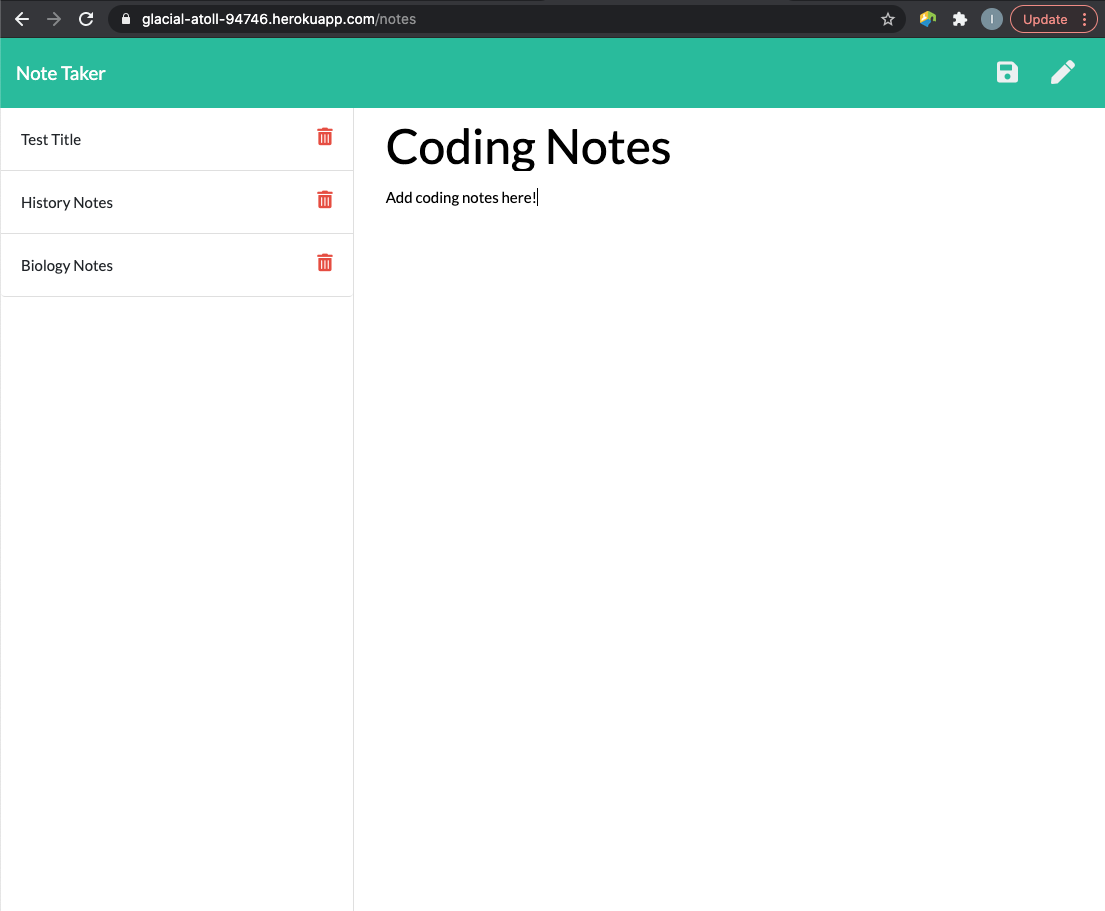 glacial-atoll-94746.herokuapp.com/notes
I
Update
Note Taker
Test Title
History Notes
Biology Notes
Coding Notes
Add coding notes here!